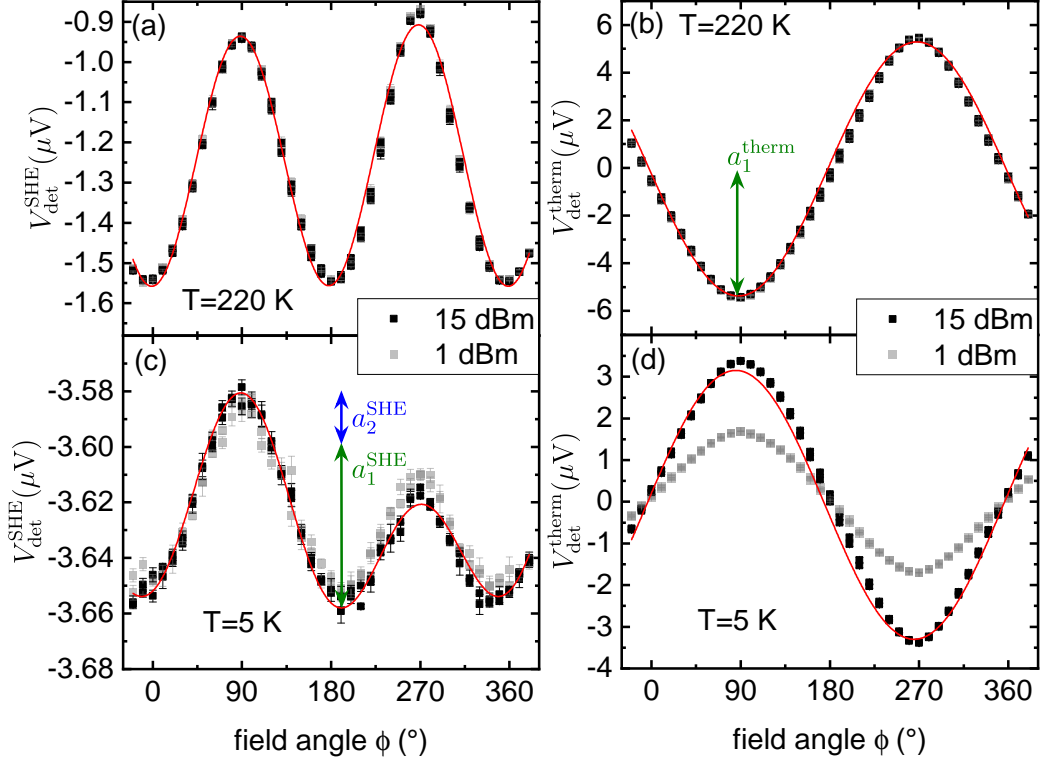 (a)
-0.9
-1.0
-1.1
-1.2
-1.3
-1.4
-1.5
-1.6
V_det^SHE (μV)
T=220 K
(b)
T=220 K
6
4
2
0
-2
-4
-6
V_det^therm (μV)
a_1^therm
15 dBm
1 dBm
(c)
-3.58
-3.60
-3.62
-3.64
-3.66
-3.68
V_det^SHE (μV)
a_2^SHE
a_1^SHE
T=5 K
0 90 180 270 360
field angle ϕ (°)
(d)
3
2
1
0
-1
-2
-3
-4
V_det^therm (μV)
T=5 K
0 90 180 270 360
field angle ϕ (°)